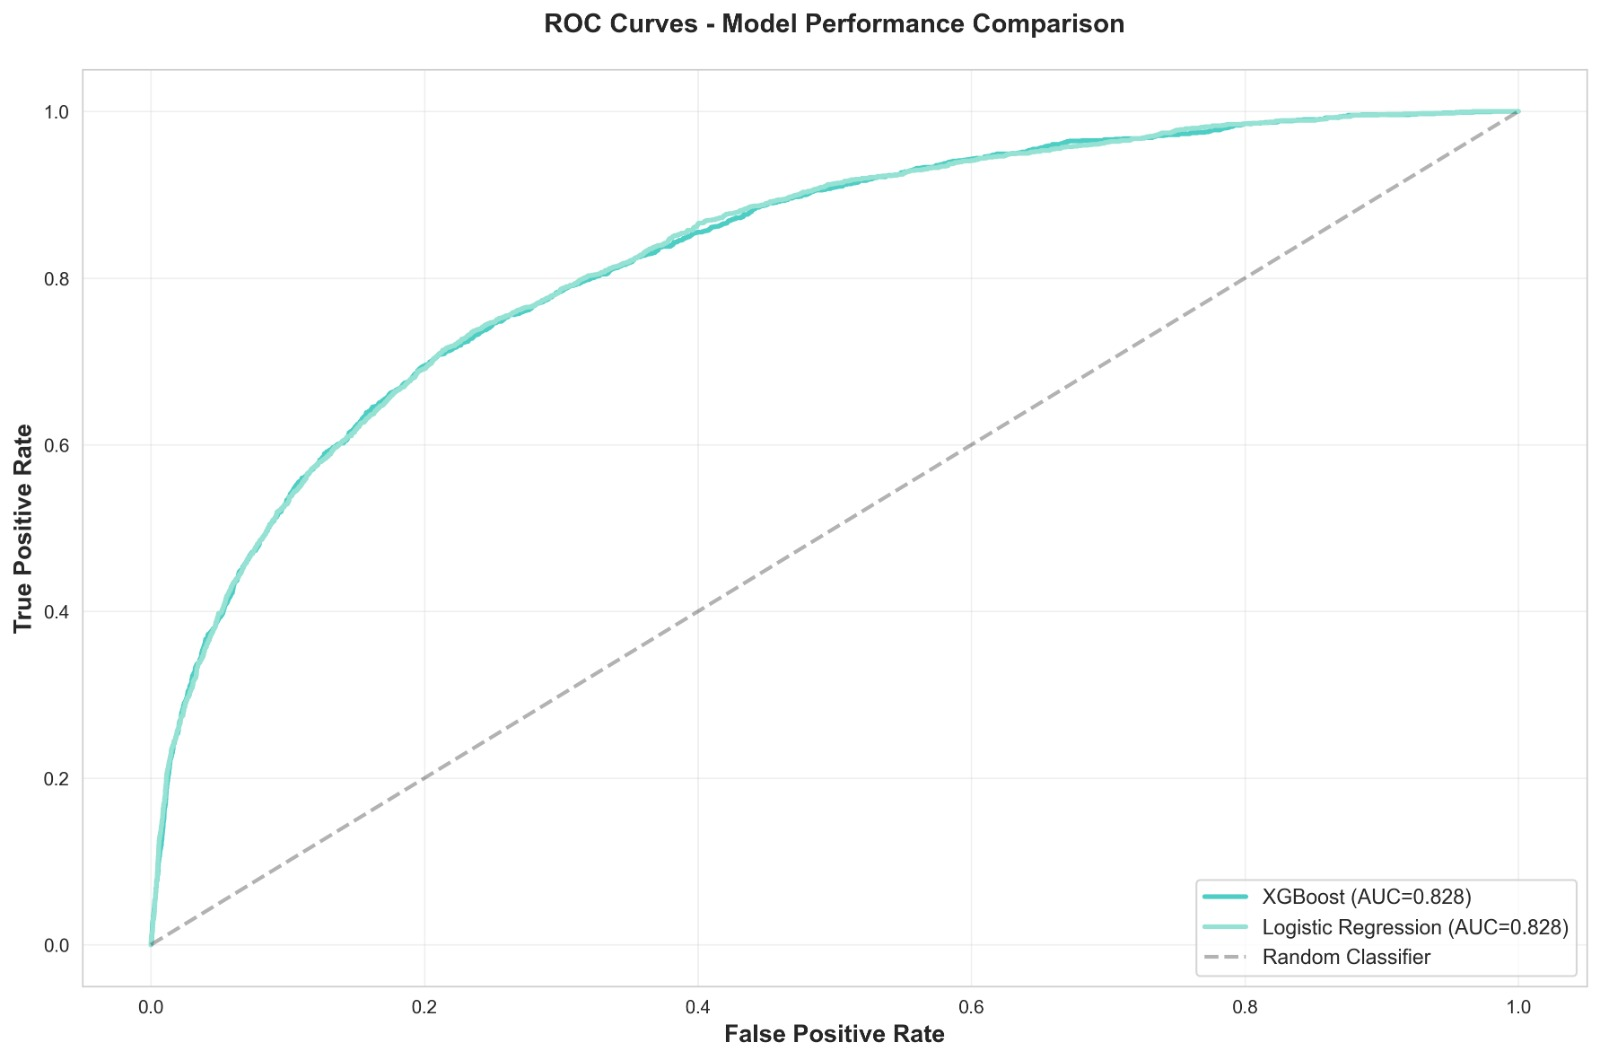 ROC Curves - Model Performance Comparison
True Positive Rate
1.0
0.8
0.6
0.4
0.2
0.0
0.0 0.2 0.4 0.6 0.8 1.0
False Positive Rate
XGBoost (AUC=0.828)
Logistic Regression (AUC=0.828)
Random Classifier